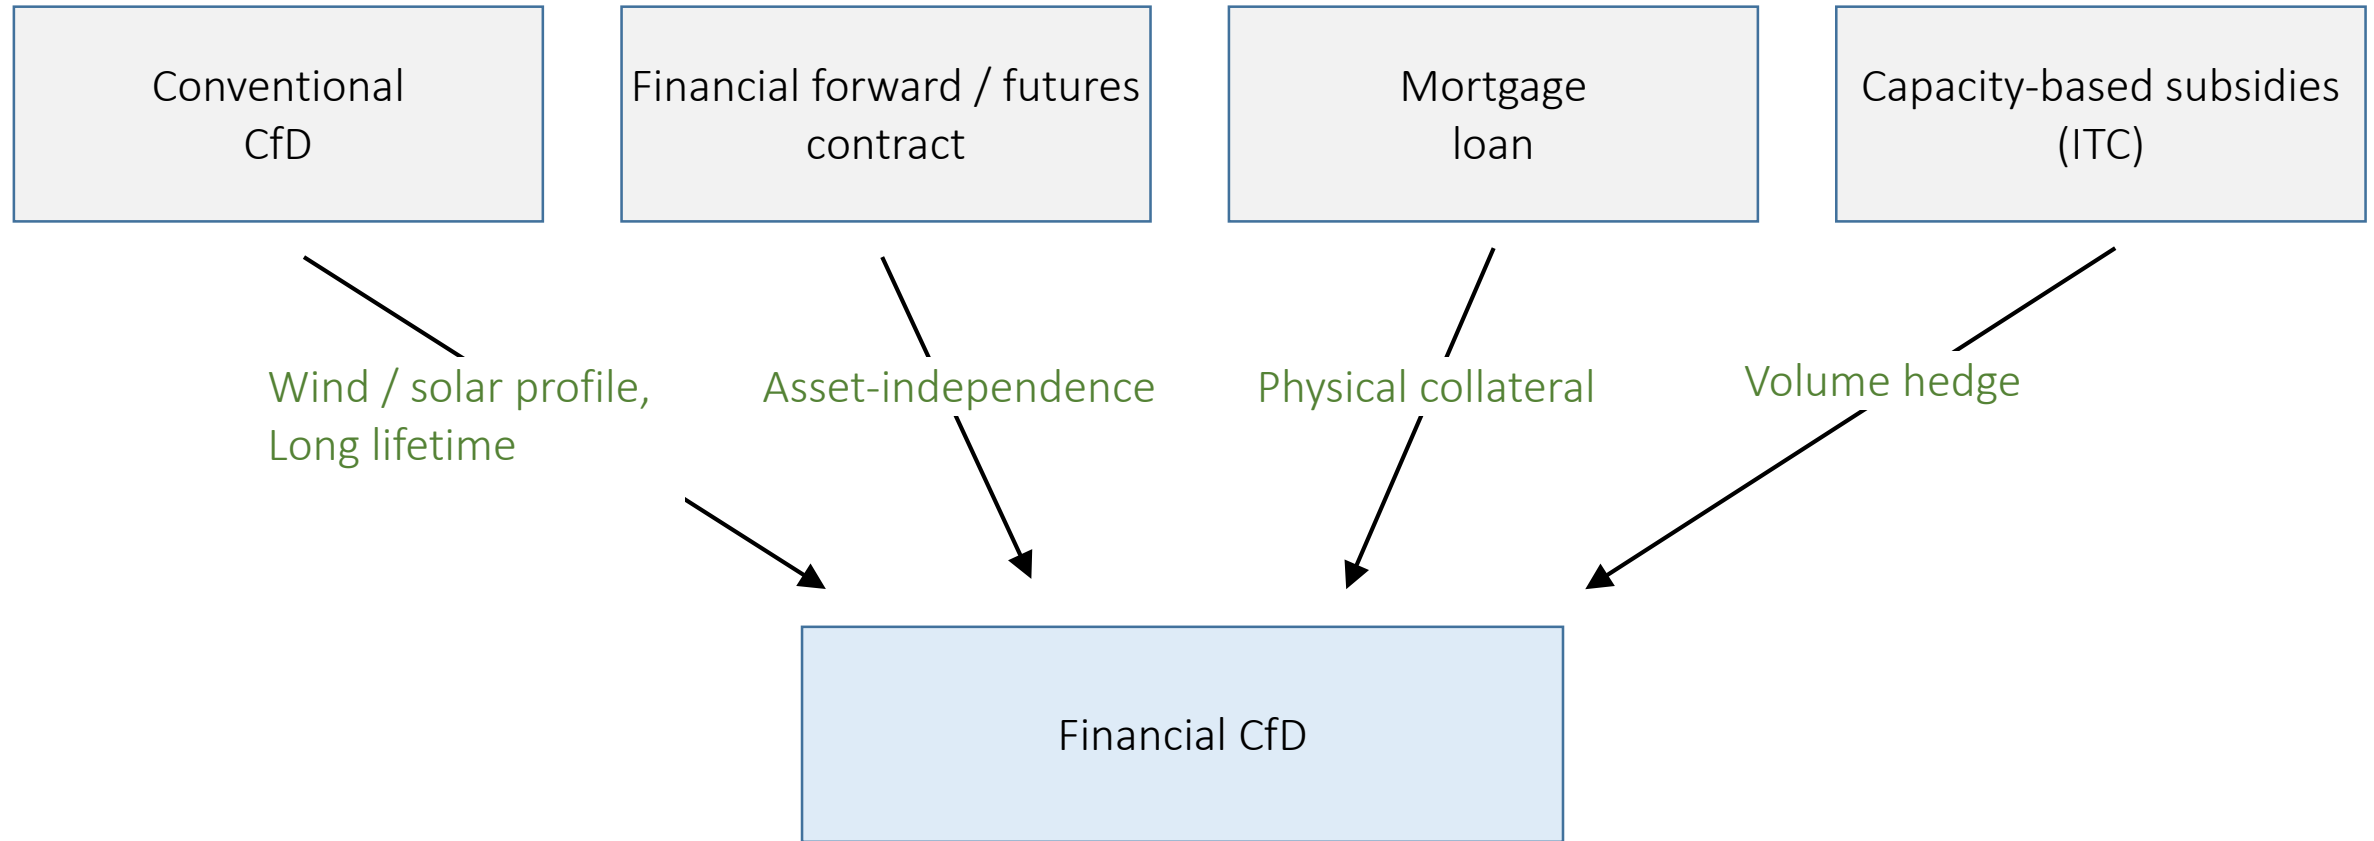 Conventional
CfD
Financial forward / futures
contract
Mortgage
loan
Capacity-based subsidies
(ITC)
Wind / solar profile,
Long lifetime
Asset-independence
Physical collateral
Volume hedge
Financial CfD